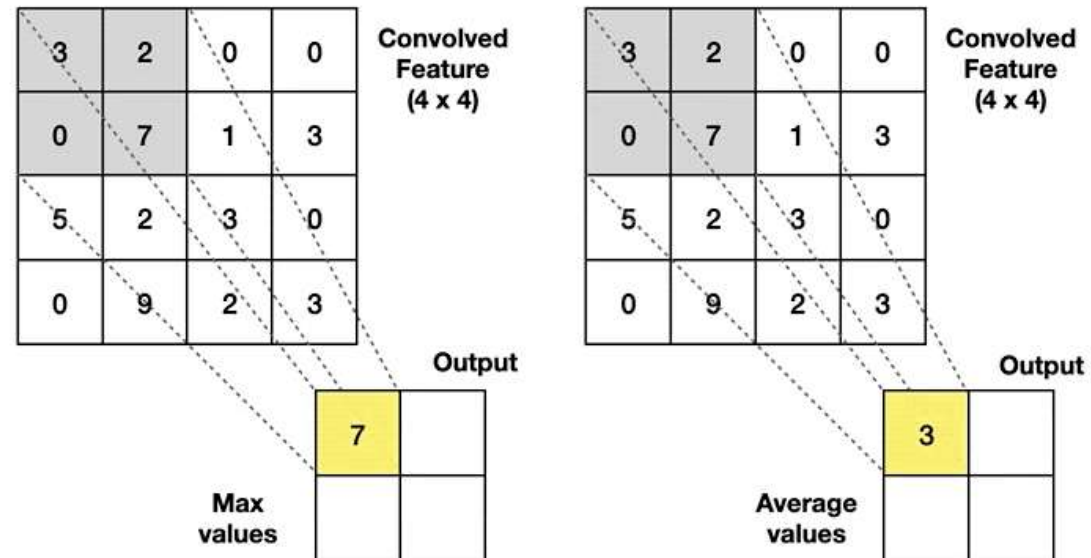 3 2 0 0
0 7 1 3
5 2 3 0
0 9 2 3
Convolved
Feature
(4 x 4)
Output
7
Max
values
3 2 0 0
0 7 1 3
5 2 3 0
0 9 2 3
Convolved
Feature
(4 x 4)
Output
3
Average
values